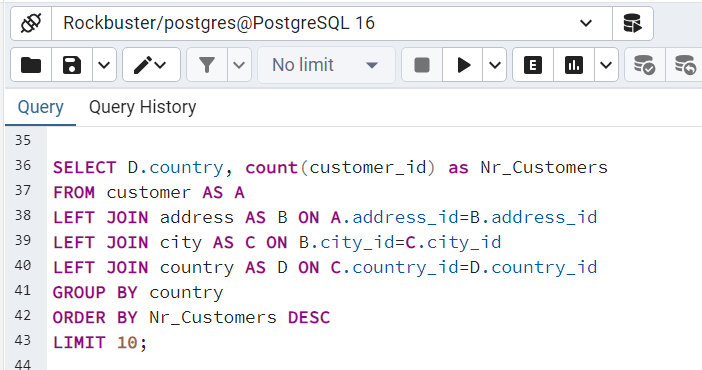 Rockbuster/postgres@PostgreSQL 16
No limit
E
Query Query History
35
36 SELECT D.country, count(customer_id) as Nr_Customers
37 FROM customer AS A
38 LEFT JOIN address AS B ON A.address_id=B.address_id
39 LEFT JOIN city AS C ON B.city_id=C.city_id
40 LEFT JOIN country AS D ON C.country_id=D.country_id
41 GROUP BY country
42 ORDER BY Nr_Customers DESC
43 LIMIT 10;
44